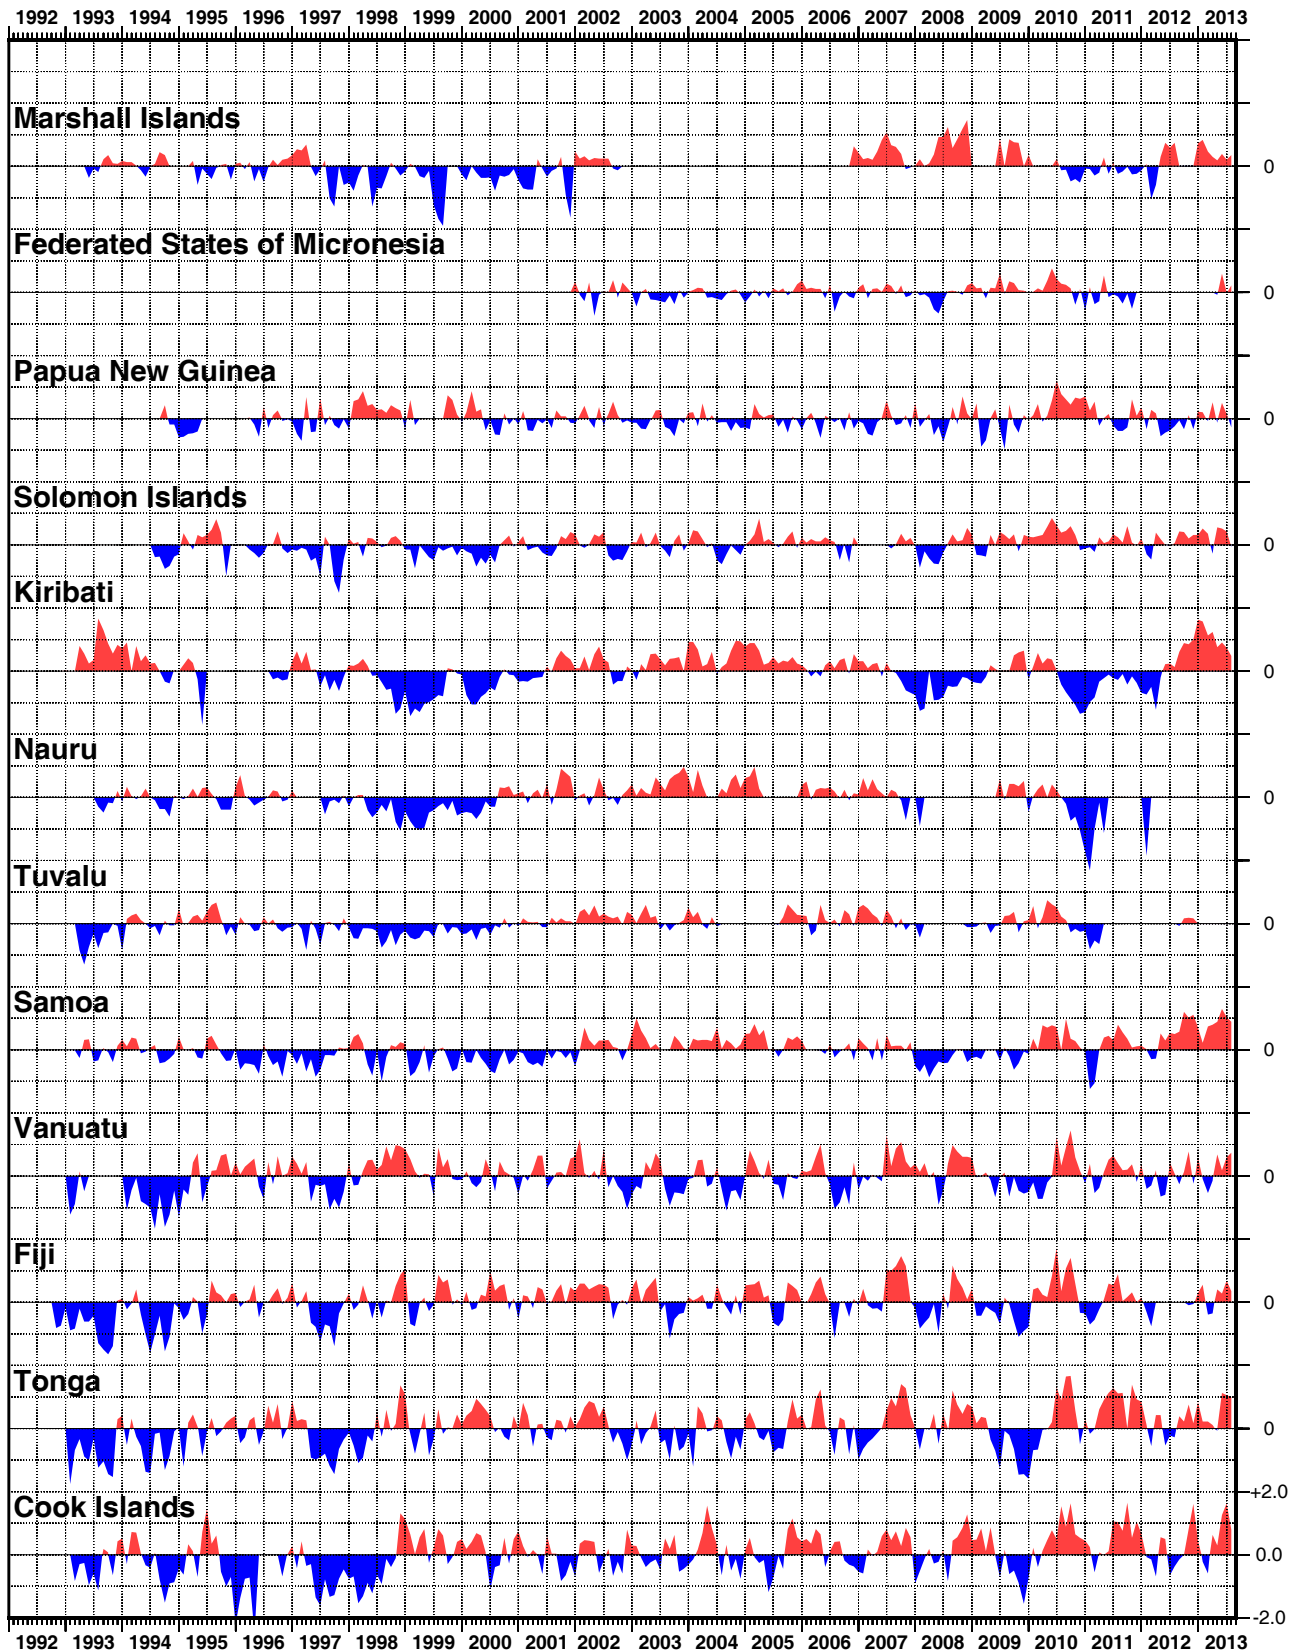 1992 1993 1994 1995 1996 1997 1998 1999 2000 2001 2002 2003 2004 2005 2006 2007 2008 2009 2010 2011 2012 2013
Marshall Islands
0
Federated States of Micronesia
0
Papua New Guinea
0
Solomon Islands
0
Kiribati
0
Nauru
0
Tuvalu
0
Samoa
0
Vanuatu
0
Fiji
0
Tonga
0
+2.0
Cook Islands
0.0
-2.0
1992 1993 1994 1995 1996 1997 1998 1999 2000 2001 2002 2003 2004 2005 2006 2007 2008 2009 2010 2011 2012 2013